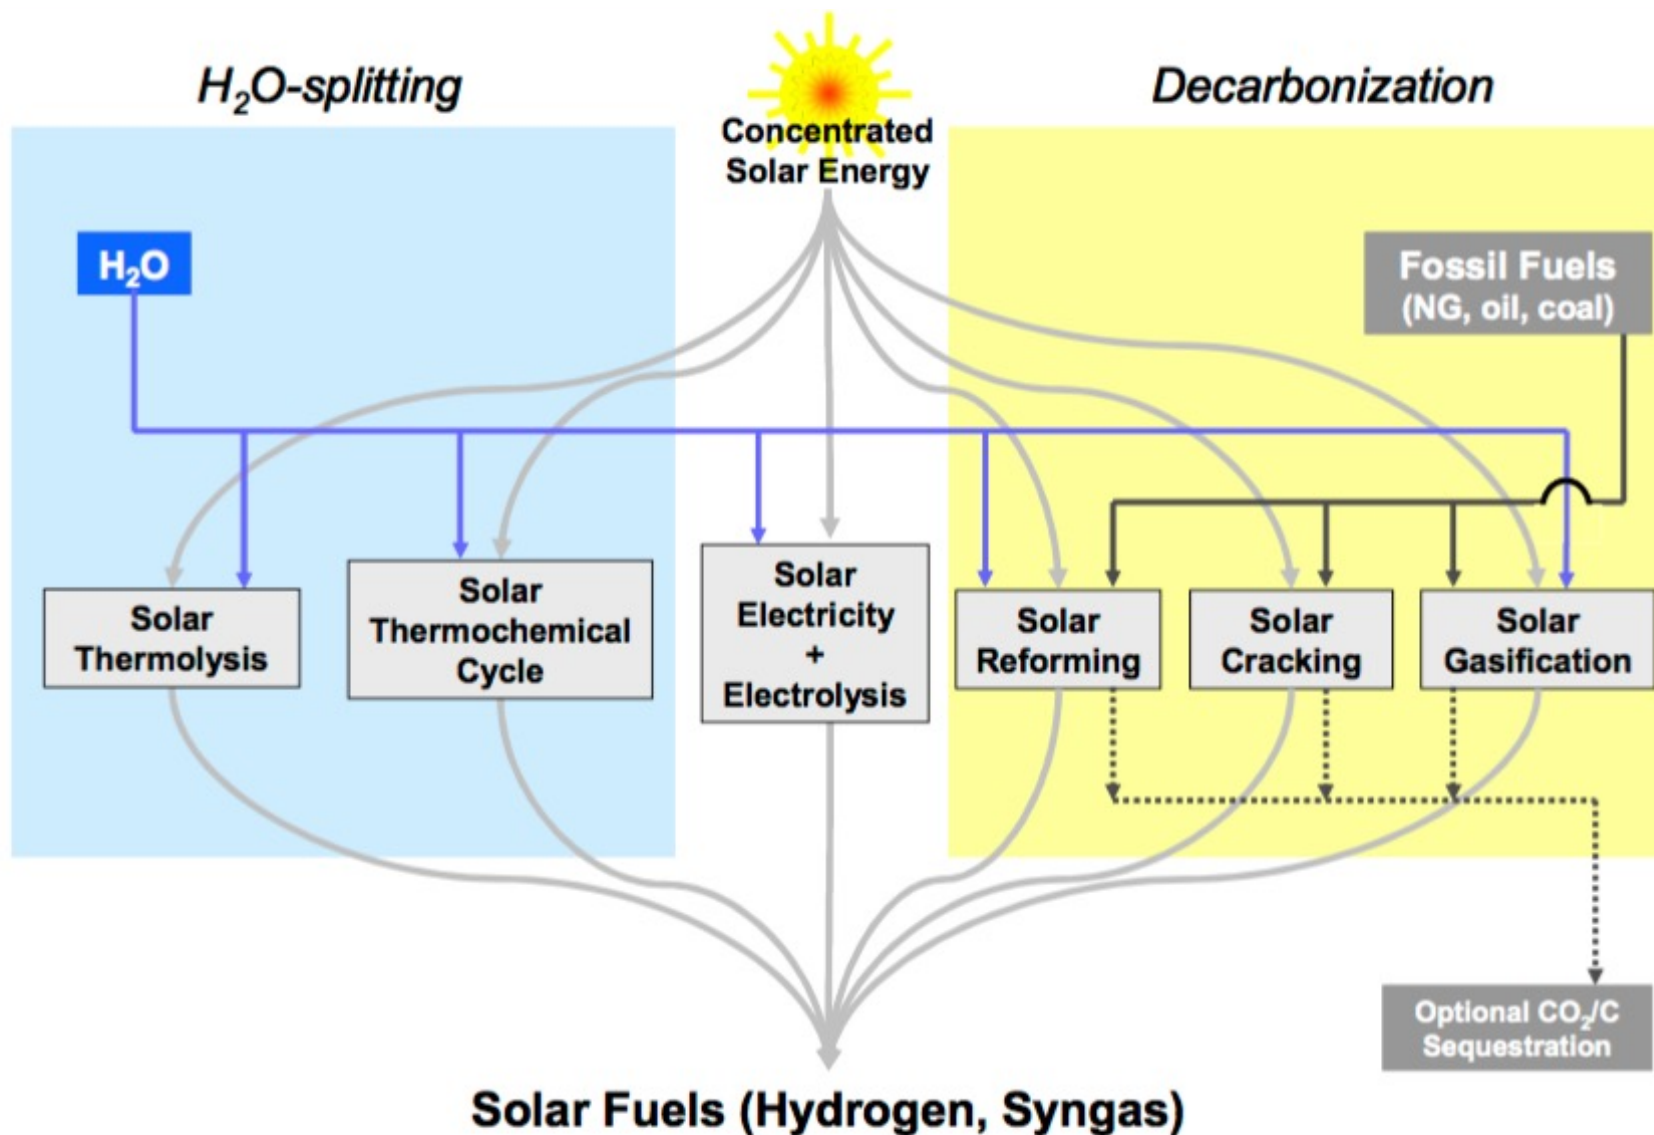 H₂O-splitting
Concentrated
Solar Energy
Decarbonization
H₂O
Fossil Fuels
(NG, oil, coal)
Solar
Thermolysis
Solar
Thermochemical
Cycle
Solar
Electricity
+
Electrolysis
Solar
Reforming
Solar
Cracking
Solar
Gasification
Optional CO₂/C
Sequestration
Solar Fuels (Hydrogen, Syngas)